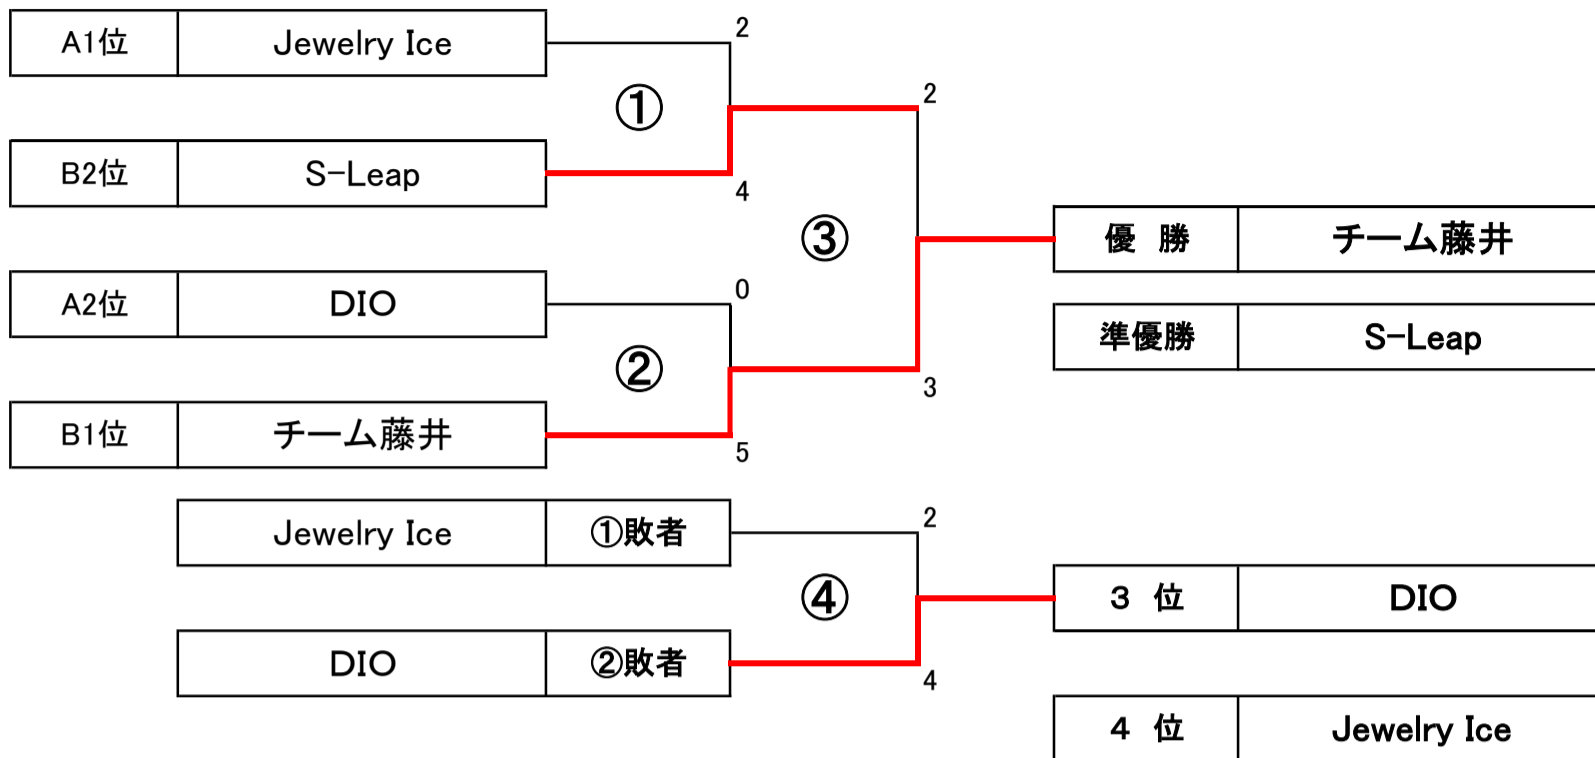 A1位 Jewelry Ice 2
① 2
B2位 S-Leap 4
③ 優 勝 チーム藤井
A2位 DIO 0
準優勝 S-Leap
② 3
B1位 チーム藤井 5
Jewelry Ice ①敗者 2
④ 3 位 DIO
DIO ②敗者 4
4 位 Jewelry Ice